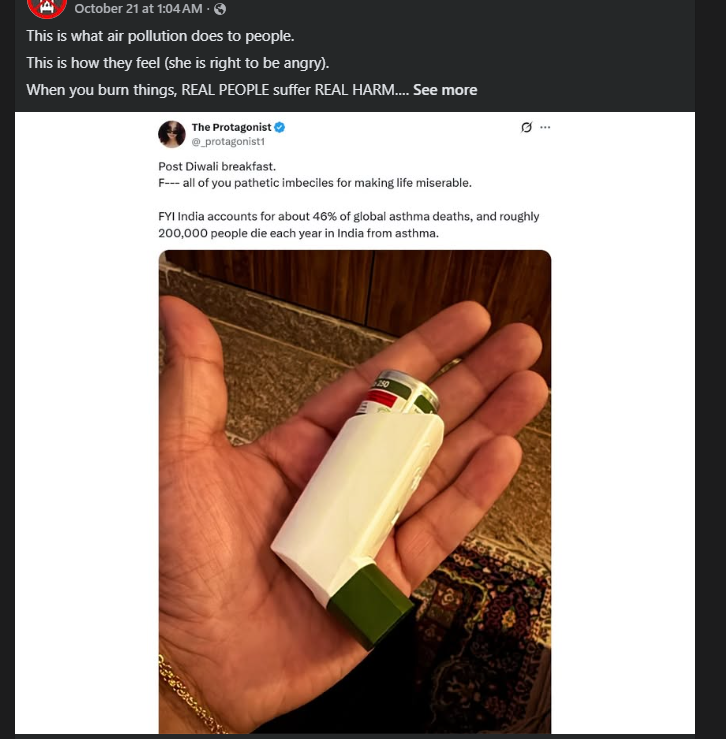 October 21 at 1:04 AM ·
This is what air pollution does to people.
This is how they feel (she is right to be angry).
When you burn things, REAL PEOPLE suffer REAL HARM.... See more
The Protagonist
@_protagonist1
Post Diwali breakfast.
F--- all of you pathetic imbeciles for making life miserable.
FYI India accounts for about 46% of global asthma deaths, and roughly
200,000 people die each year in India from asthma.